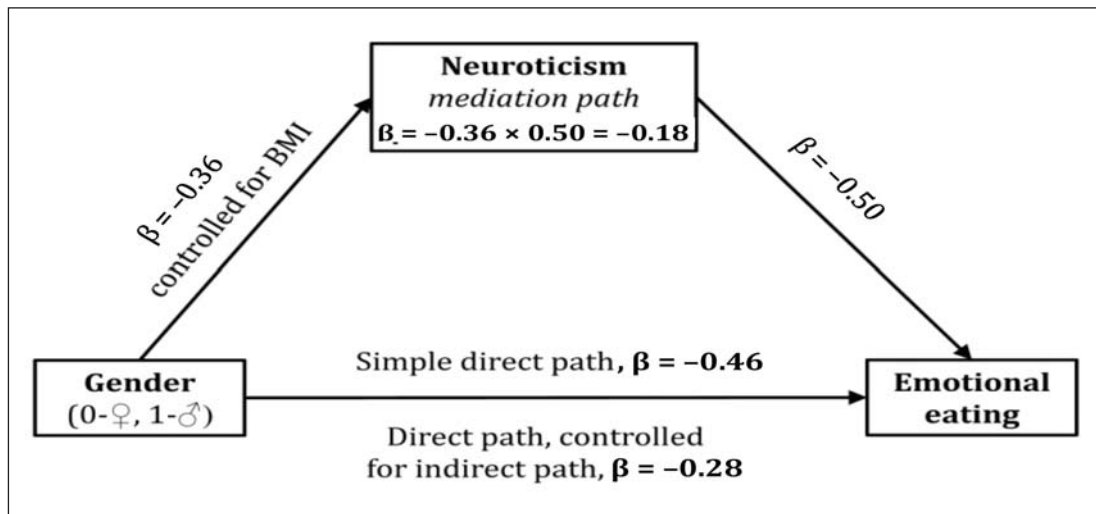 Neuroticism
mediation path
β = −0.36 × 0.50 = −0.18
β = −0.36
controlled for BMI
β = −0.50
Gender
(0-♀, 1-♂)
Simple direct path, β = −0.46
Direct path, controlled
for indirect path, β = −0.28
Emotional
eating